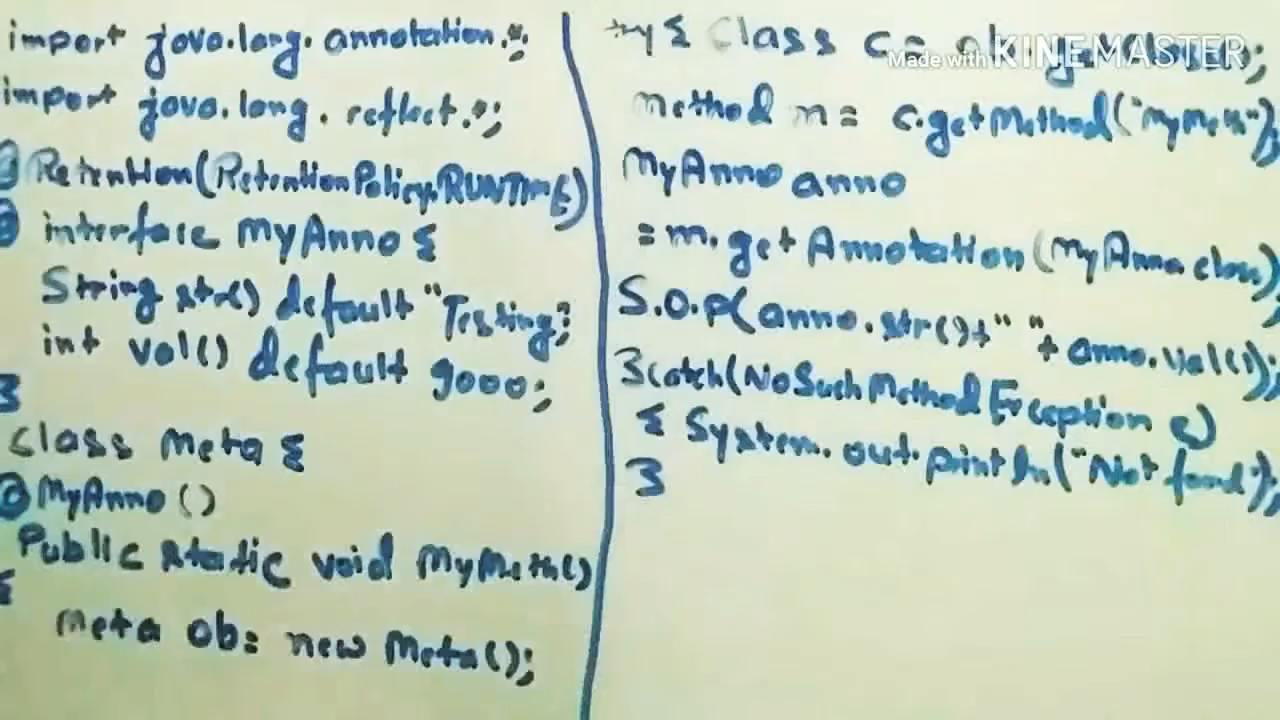 import java.lang.annotation.*;
import java.lang.reflect.*;
@Retention(RetentionPolicy.RUNTIME)
@ interface MyAnno {
String str() default "Testing";
int val() default 9000;
}
Class Meta {
@MyAnno ()
Public static void MyMeth()
{
Meta ob = new Meta();
try { Class c = ob.
Made with KINEMASTER
Method m = c.getMethod("MyMeth");
MyAnno anno
= m.getAnnotation(MyAnno.class);
S.O.P( anno.str()+" "+ anno.val());
}catch(NoSuchMethodException e)
{ System.out.println("Not found");
}